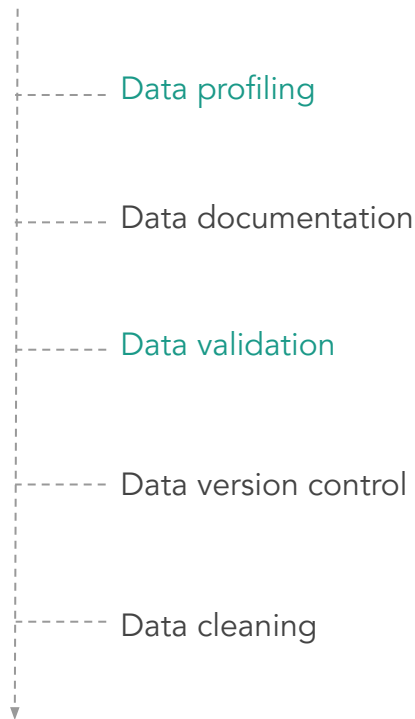 Data profiling
Data documentation
Data validation
Data version control
Data cleaning